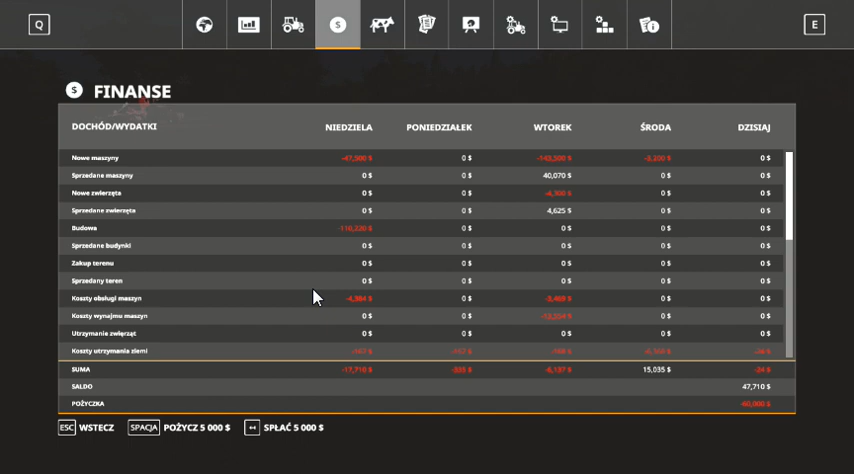 Q E
FINANSE
DOCHÓD/WYDATKI NIEDZIELA PONIEDZIAŁEK WTOREK ŚRODA DZISIAJ
Nowe maszyny -47,500 $ 0 $ 0 $
Sprzedane maszyny 0 $ 0 $ 40,070 $ 0 $ 0 $
Nowe zwierzęta 0 $ 0 $ -4,300 $ 0 $ 0 $
Sprzedane zwierzęta 0 $ 0 $ 4,625 $ 0 $ 0 $
Budowa 0 $ 0 $ 0 $ 0 $
Sprzedane budynki 0 $ 0 $ 0 $ 0 $ 0 $
Zakup terenu 0 $ 0 $ 0 $ 0 $ 0 $
Sprzedany teren 0 $ 0 $ 0 $ 0 $ 0 $
Koszty obsługi maszyn 0 $ 0 $ 0 $
Koszty wynajmu maszyn 0 $ 0 $ 0 $ 0 $
Utrzymanie zwierząt 0 $ 0 $ 0 $ 0 $ 0 $
Koszty utrzymania ziemi
SUMA -17,710 $ 15,035 $ -24 $
SALDO 47,710 $
POŻYCZKA
ESC WSTECZ SPACJA POŻYCZ 5 000 $ SPŁAĆ 5 000 $